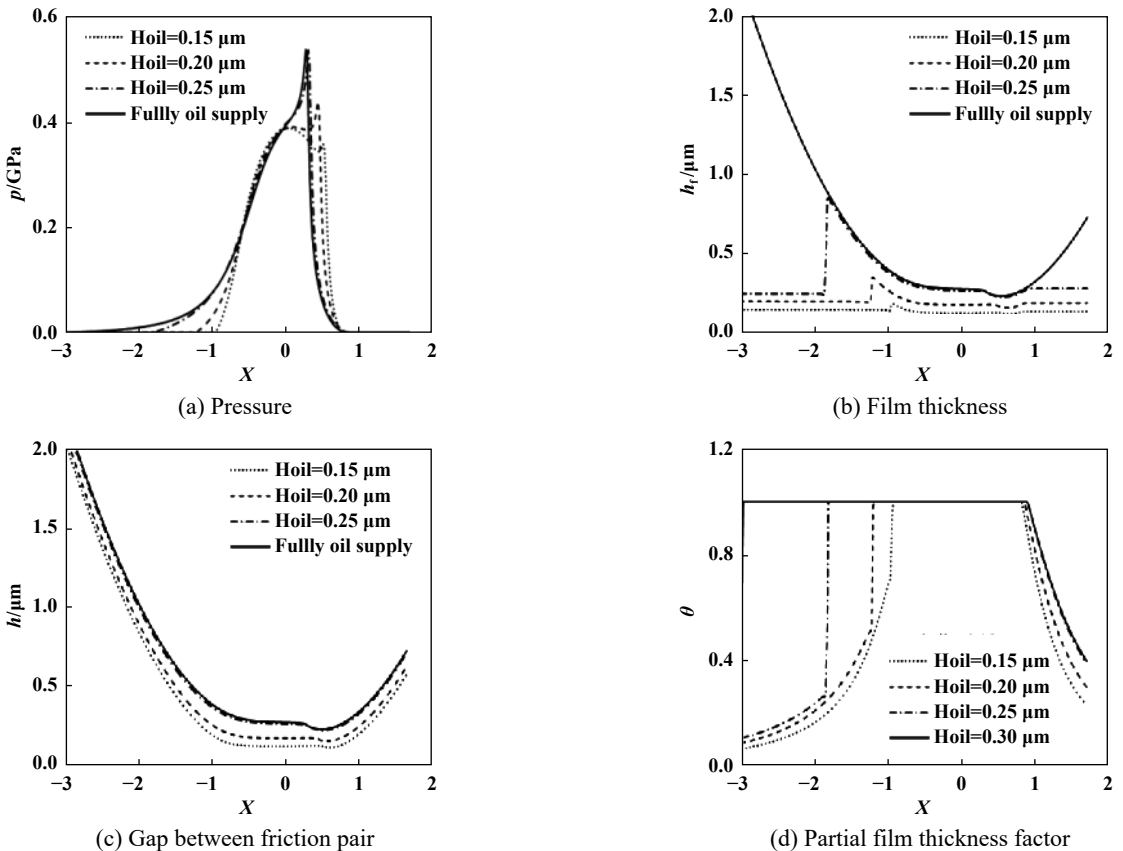 0.6
0.4
0.2
0.0
p/GPa
Hoil=0.15 μm
Hoil=0.20 μm
Hoil=0.25 μm
Fullly oil supply
−3 −2 −1 0 1 2
X
(a) Pressure
2.0
1.5
1.0
0.5
0.0
hf/μm
Hoil=0.15 μm
Hoil=0.20 μm
Hoil=0.25 μm
Fullly oil supply
−3 −2 −1 0 1 2
X
(b) Film thickness
2.0
1.5
1.0
0.5
0.0
h/μm
Hoil=0.15 μm
Hoil=0.20 μm
Hoil=0.25 μm
Fullly oil supply
−3 −2 −1 0 1 2
X
(c) Gap between friction pair
1.2
0.8
0.4
0.0
θ
Hoil=0.15 μm
Hoil=0.20 μm
Hoil=0.25 μm
Hoil=0.30 μm
−3 −2 −1 0 1 2
X
(d) Partial film thickness factor